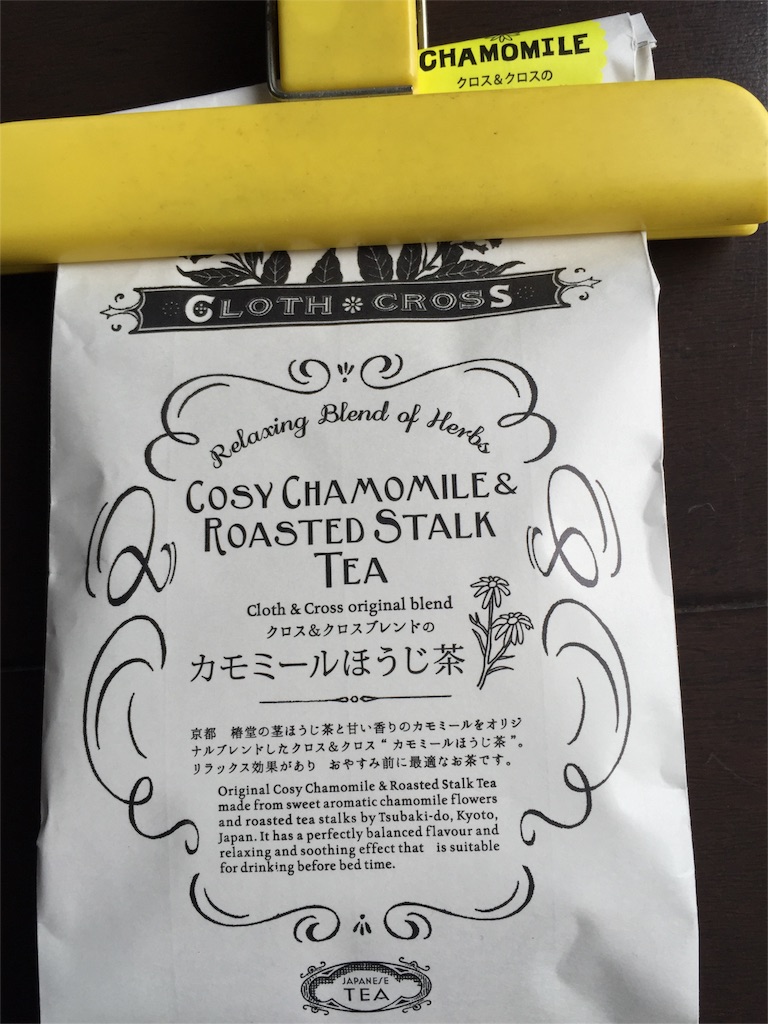 CHAMOMILE
クロス&クロスの
CLOTH CROSS
Relaxing Blend of Herbs
COSY CHAMOMILE &
ROASTED STALK
TEA
Cloth & Cross original blend
クロス&クロスブレンドの
カモミールほうじ茶
京都 椿堂の茎ほうじ茶と甘い香りのカモミールをオリジ
ナルブレンドしたクロス&クロス“ カモミールほうじ茶 ”。
リラックス効果があり おやすみ前に最適なお茶です。
Original Cosy Chamomile & Roasted Stalk Tea
made from sweet aromatic chamomile flowers
and roasted tea stalks by Tsubaki-do, Kyoto,
Japan. It has a perfectly balanced flavour and
relaxing and soothing effect that is suitable
for drinking before bed time.
JAPANESE
TEA